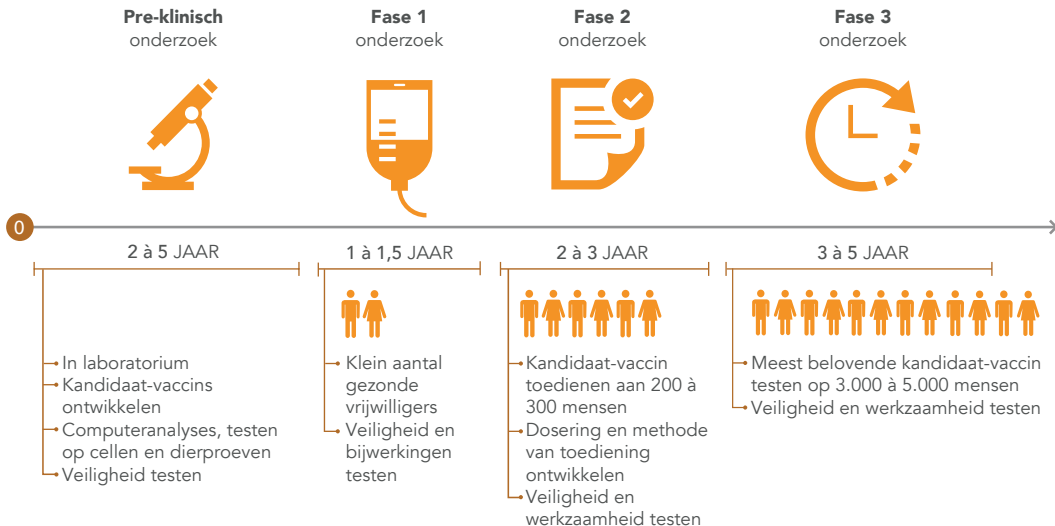 Pre-klinisch
onderzoek
Fase 1
onderzoek
Fase 2
onderzoek
Fase 3
onderzoek
0
2 à 5 JAAR
1 à 1,5 JAAR
2 à 3 JAAR
3 à 5 JAAR
In laboratorium
Kandidaat-vaccins
ontwikkelen
Computeranalyses, testen
op cellen en dierproeven
Veiligheid testen
Klein aantal
gezonde
vrijwilligers
Veiligheid en
bijwerkingen
testen
Kandidaat-vaccin
toedienen aan 200 à
300 mensen
Dosering en methode
van toediening
ontwikkelen
Veiligheid en
werkzaamheid testen
Meest belovende kandidaat-vaccin
testen op 3.000 à 5.000 mensen
Veiligheid en werkzaamheid testen